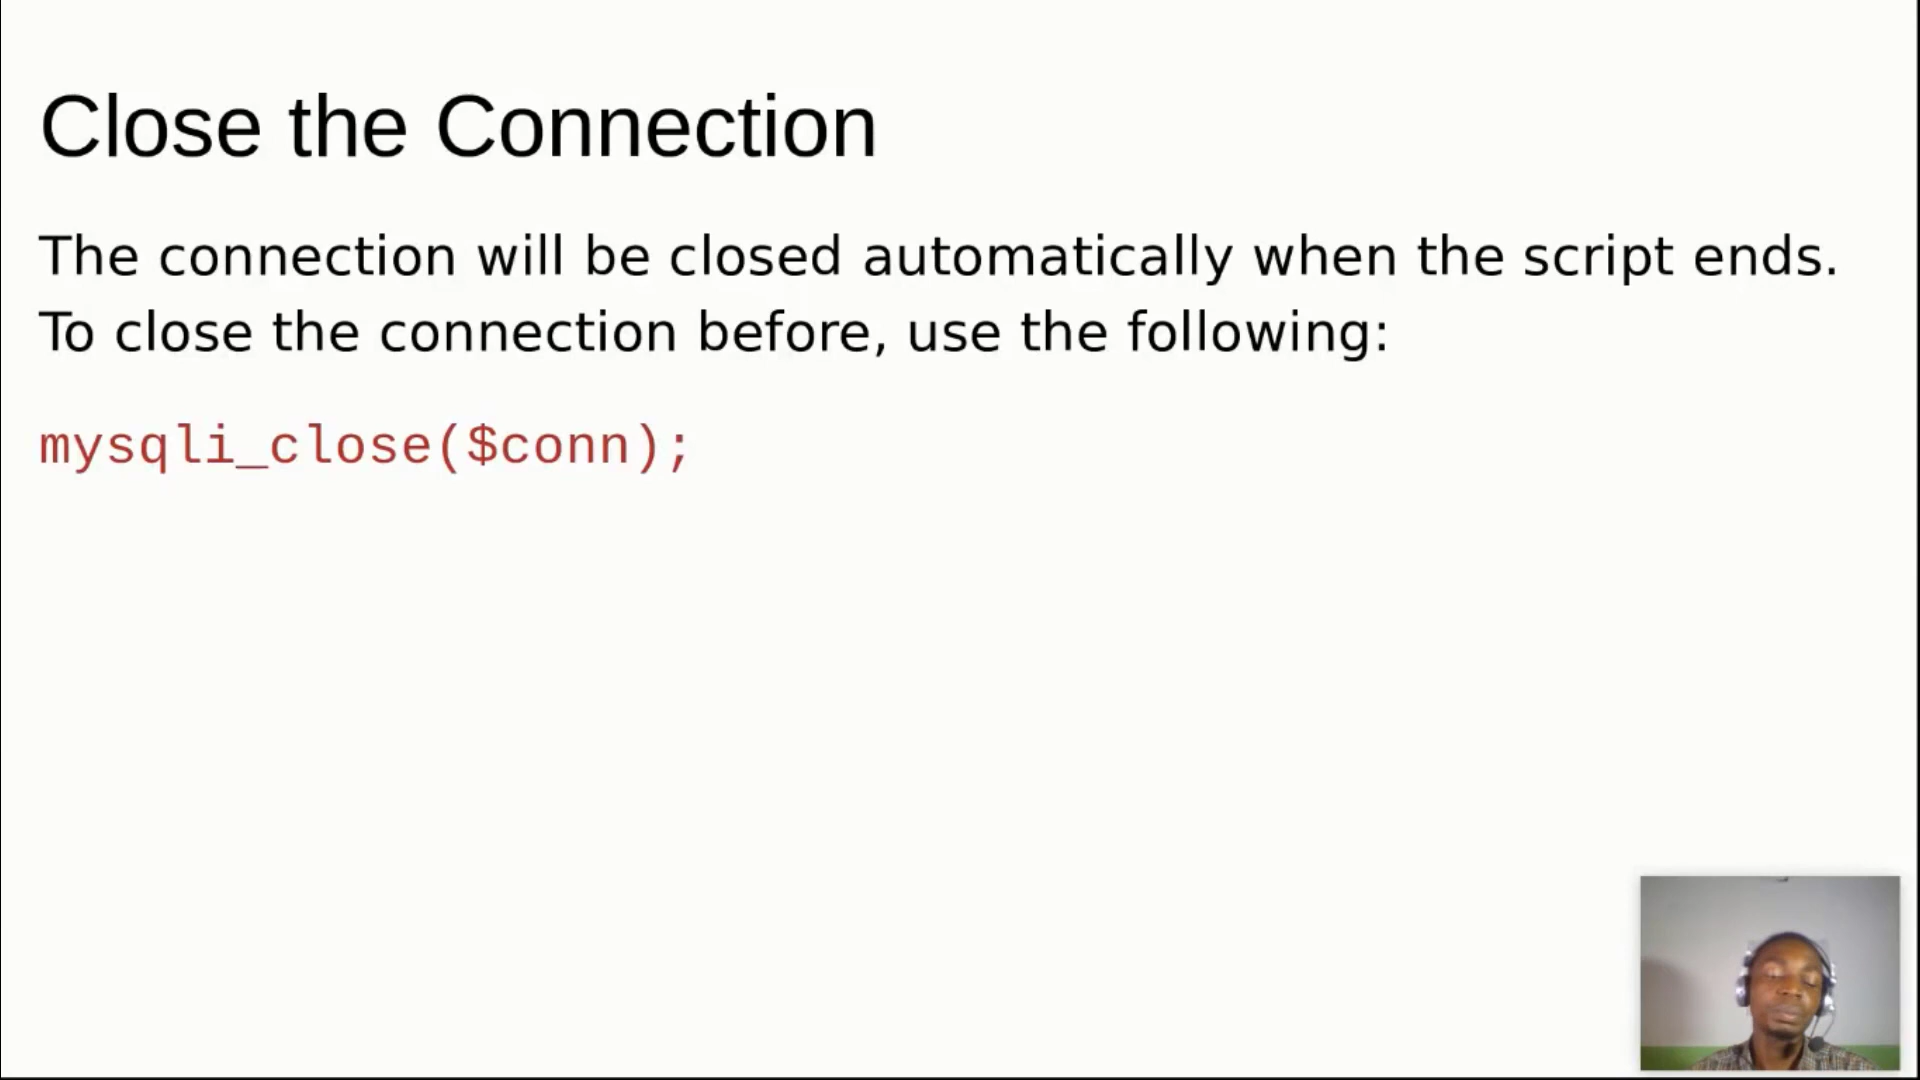 Close the Connection
The connection will be closed automatically when the script ends.
To close the connection before, use the following:
mysqli_close($conn);